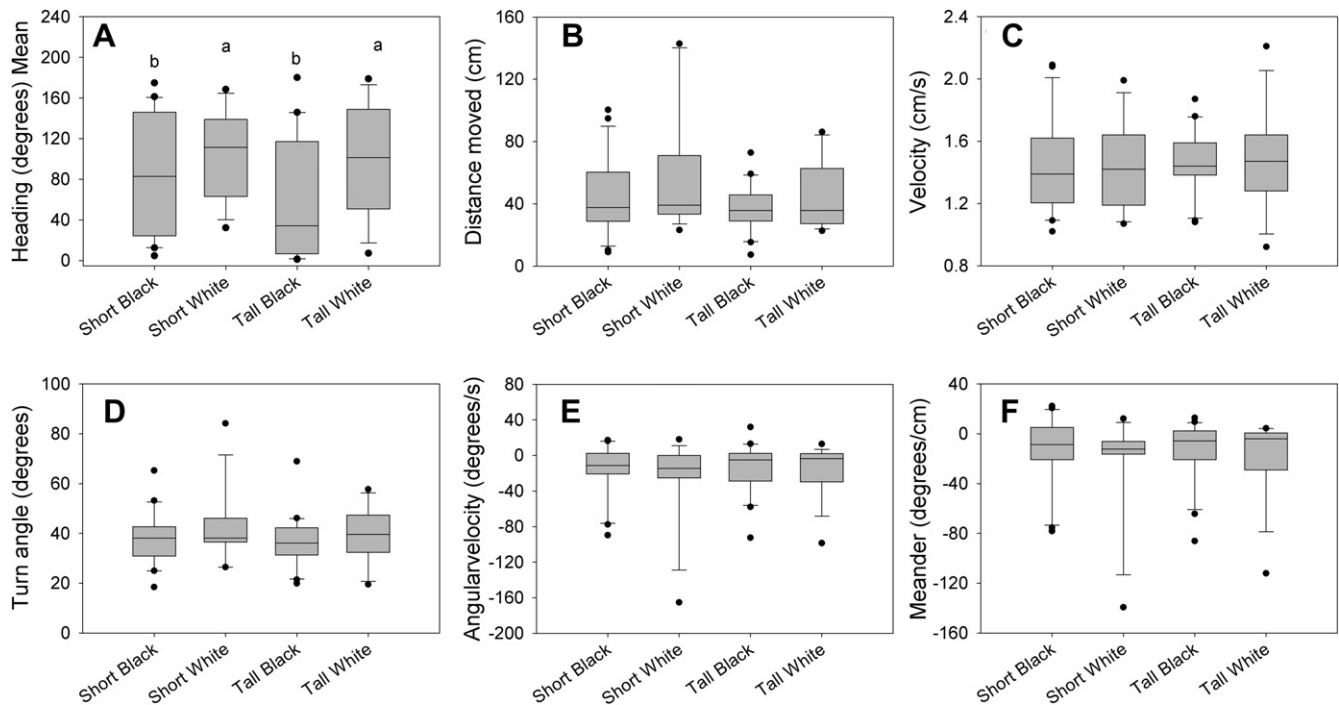 A
Heading (degrees) Mean
240
200
160
120
80
40
0
b
a
b
a
Short Black
Short White
Tall Black
Tall White
B
Distance moved (cm)
160
120
80
40
0
Short Black
Short White
Tall Black
Tall White
C
Velocity (cm/s)
2.4
2.0
1.6
1.2
0.8
Short Black
Short White
Tall Black
Tall White
D
Turn angle (degrees)
100
80
60
40
20
0
Short Black
Short White
Tall Black
Tall White
E
Angularvelocity (degrees/s)
80
40
0
-40
-80
-120
-160
-200
Short Black
Short White
Tall Black
Tall White
F
Meander (degrees/cm)
40
0
-40
-80
-120
-160
Short Black
Short White
Tall Black
Tall White